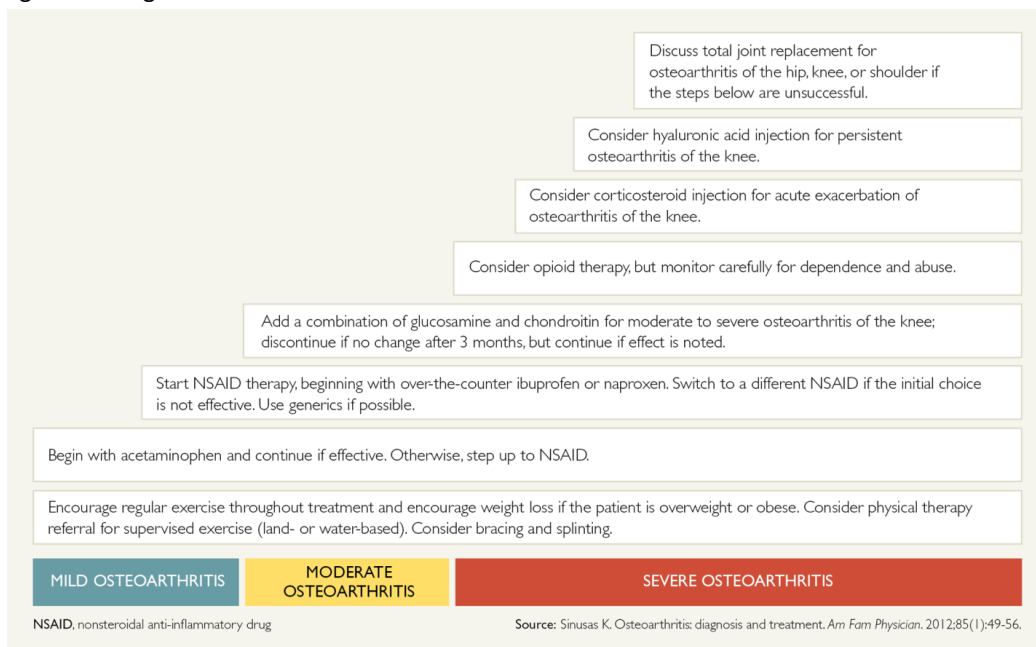 Discuss total joint replacement for
osteoarthritis of the hip, knee, or shoulder if
the steps below are unsuccessful.
Consider hyaluronic acid injection for persistent
osteoarthritis of the knee.
Consider corticosteroid injection for acute exacerbation of
osteoarthritis of the knee.
Consider opioid therapy, but monitor carefully for dependence and abuse.
Add a combination of glucosamine and chondroitin for moderate to severe osteoarthritis of the knee;
discontinue if no change after 3 months, but continue if effect is noted.
Start NSAID therapy, beginning with over-the-counter ibuprofen or naproxen. Switch to a different NSAID if the initial choice
is not effective. Use generics if possible.
Begin with acetaminophen and continue if effective. Otherwise, step up to NSAID.
Encourage regular exercise throughout treatment and encourage weight loss if the patient is overweight or obese. Consider physical therapy
referral for supervised exercise (land- or water-based). Consider bracing and splinting.
MILD OSTEOARTHRITIS
MODERATE
OSTEOARTHRITIS
SEVERE OSTEOARTHRITIS
NSAID, nonsteroidal anti-inflammatory drug
Source: Sinusas K. Osteoarthritis: diagnosis and treatment. Am Fam Physician. 2012;85(1):49-56.